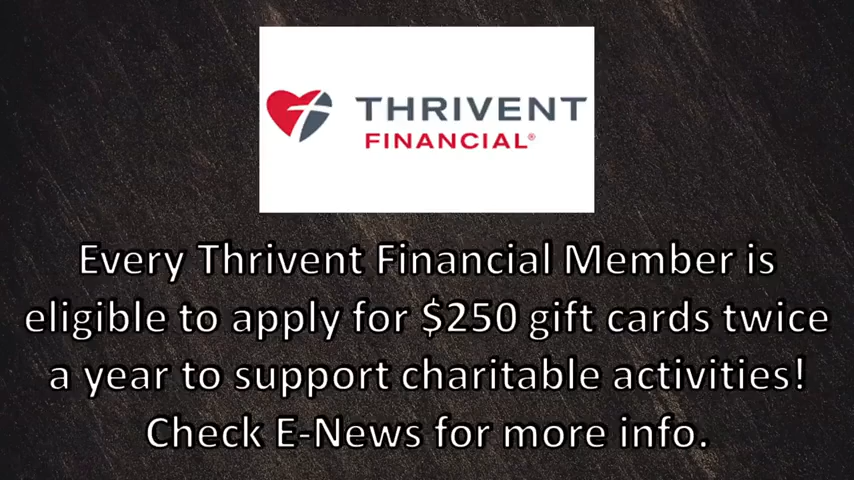 THRIVENT
FINANCIAL®
Every Thrivent Financial Member is
eligible to apply for $250 gift cards twice
a year to support charitable activities!
Check E-News for more info.